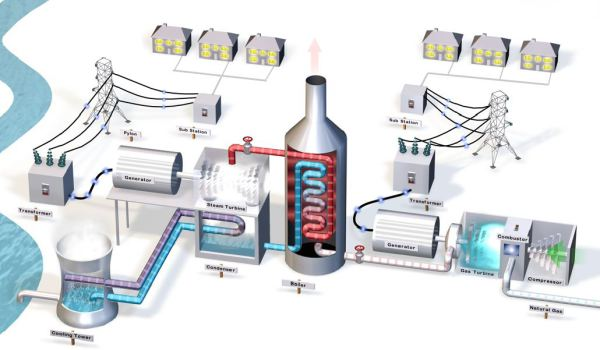 Pylon
Sub Station
Sub Station
Transformer
Generator
Steam Turbine
Transformer
Generator
Combustor
Gas Turbine
Compressor
Condenser
Boiler
Natural Gas
Cooling Tower